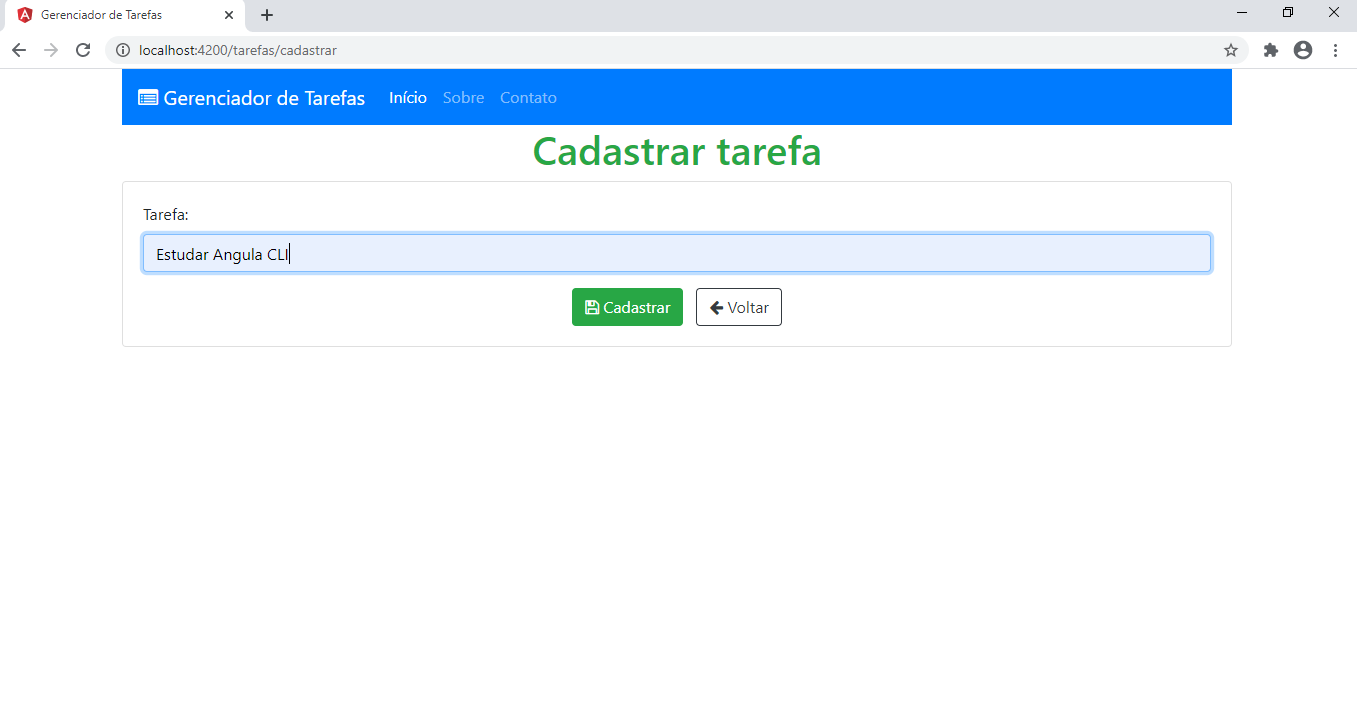 Gerenciador de Tarefas
localhost:4200/tarefas/cadastrar
Gerenciador de Tarefas Início Sobre Contato
Cadastrar tarefa
Tarefa:
Estudar Angula CLI
Cadastrar Voltar